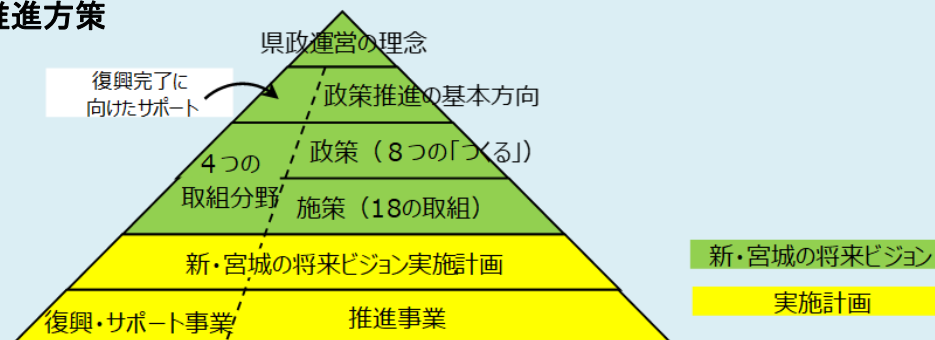 推進方策
県政運営の理念
復興完了に
向けたサポート
政策推進の基本方向
政策(8つの「つくる」)
4つの
取組分野
施策(18の取組)
新・宮城の将来ビジョン実施計画
復興・サポート事業
推進事業
新・宮城の将来ビジョン
実施計画